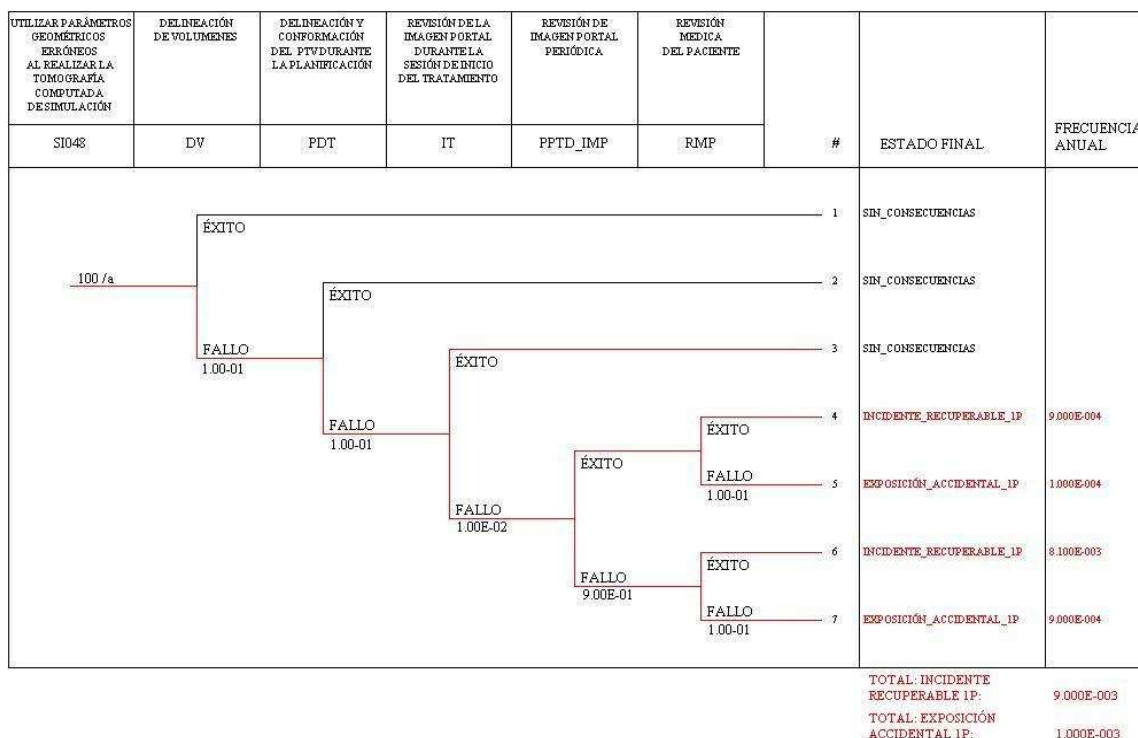 UTILIZAR PARÁMETROS
GEOMÉTRICOS
ERRÓNEOS
AL REALIZAR LA
TOMOGRAFÍA
COMPUTADA
DE SIMULACIÓN
DELINEACIÓN
DE VOLUMENES
DELINEACIÓN Y
CONFORMACIÓN
DEL PTV DURANTE
LA PLANIFICACIÓN
REVISIÓN DE LA
IMAGEN PORTAL
DURANTE LA
SESIÓN DE INICIO
DEL TRATAMIENTO
REVISIÓN DE
IMAGEN PORTAL
PERIÓDICA
REVISIÓN
MEDICA
DEL PACIENTE
SI048
DV
PDT
IT
PPTD_IMP
RMP
#
ESTADO FINAL
FRECUENCIA
ANUAL
ÉXITO
1 SIN_CONSECUENCIAS
100 /a
ÉXITO
2 SIN_CONSECUENCIAS
FALLO
1.00-01
ÉXITO
3 SIN_CONSECUENCIAS
FALLO
1.00-01
ÉXITO
4 INCIDENTE_RECUPERABLE_1P 9.000E-004
ÉXITO
FALLO
1.00-01
5 EXPOSICIÓN_ACCIDENTAL_1P 1.000E-004
FALLO
1.00E-02
ÉXITO
6 INCIDENTE_RECUPERABLE_1P 8.100E-003
FALLO
9.00E-01
FALLO
1.00-01
7 EXPOSICIÓN_ACCIDENTAL_1P 9.000E-004
TOTAL: INCIDENTE
RECUPERABLE 1P: 9.000E-003
TOTAL: EXPOSICIÓN
ACCIDENTAL 1P: 1.000E-003